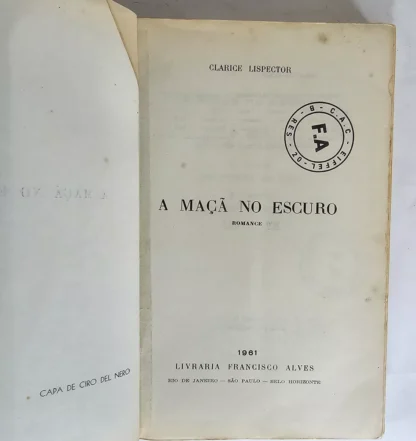 CAPA DE CIRO DEL NERO
CLARICE LISPECTOR
F.A
A MAÇÃ NO ESCURO
ROMANCE
1961
LIVRARIA FRANCISCO ALVES
RIO DE JANEIRO — SÃO PAULO — BELO HORIZONTE